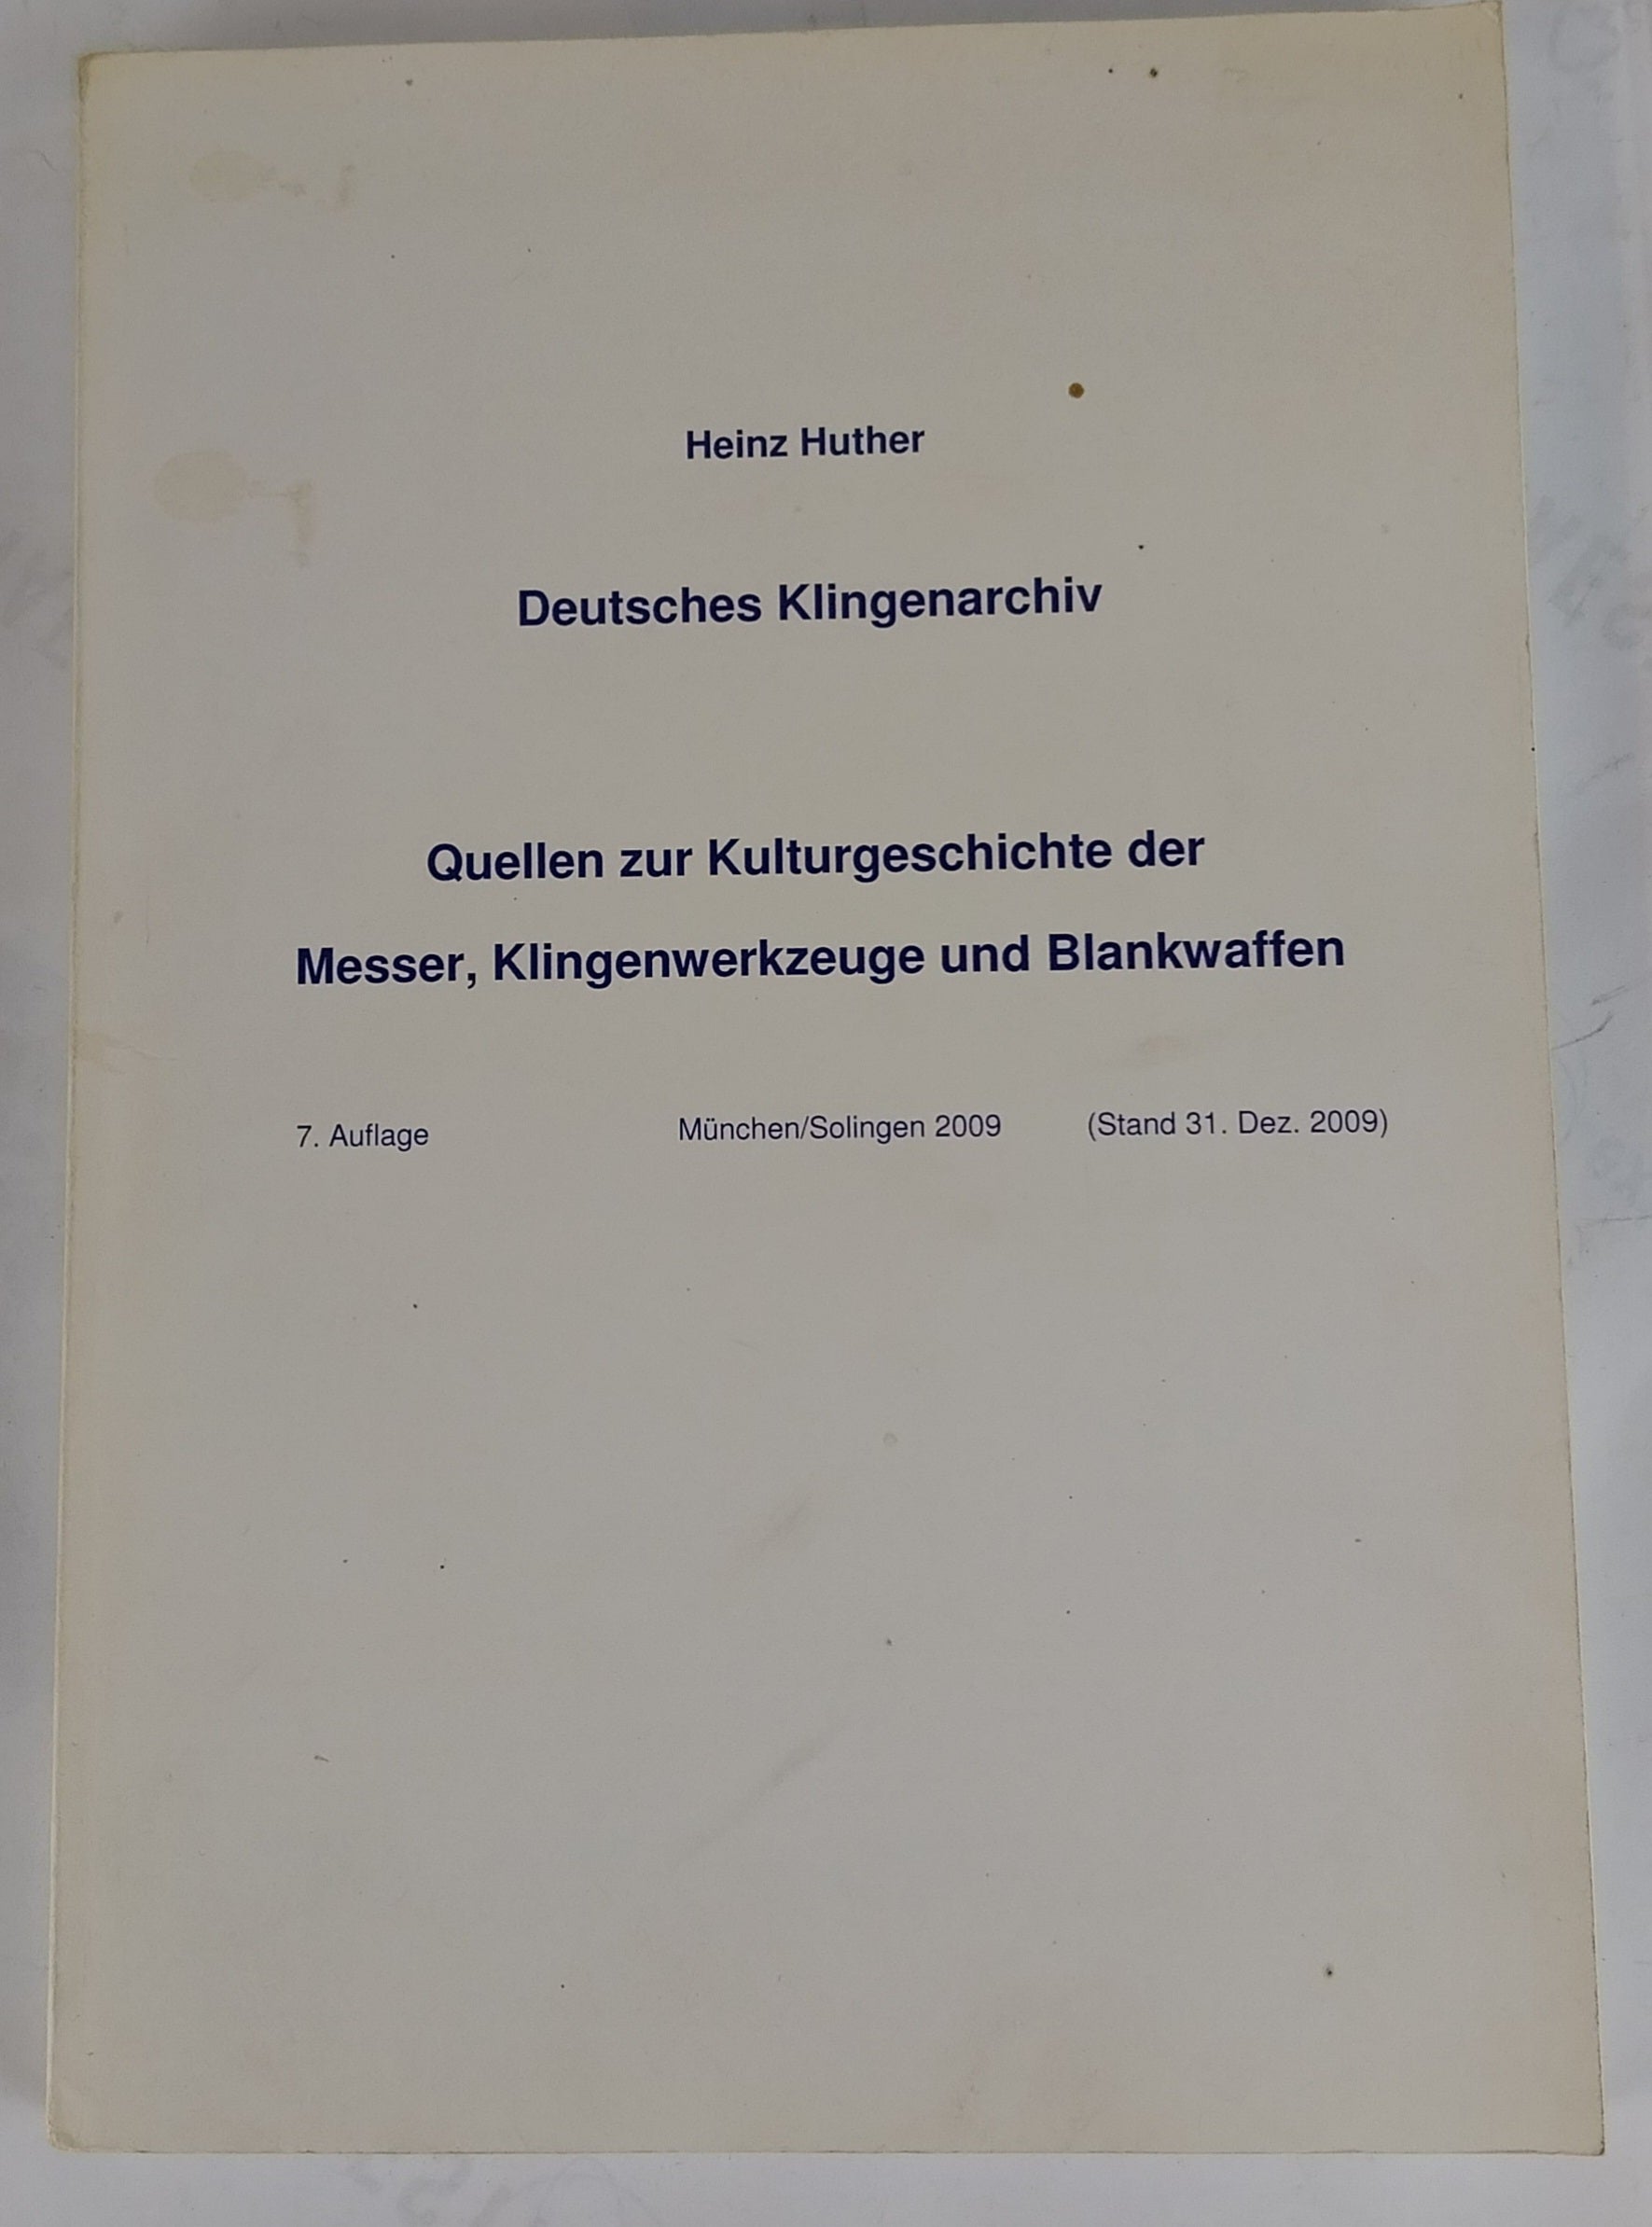 Heinz Huther
Deutsches Klingenarchiv
Quellen zur Kulturgeschichte der
Messer, Klingenwerkzeuge und Blankwaffen
7. Auflage München/Solingen 2009 (Stand 31. Dez. 2009)